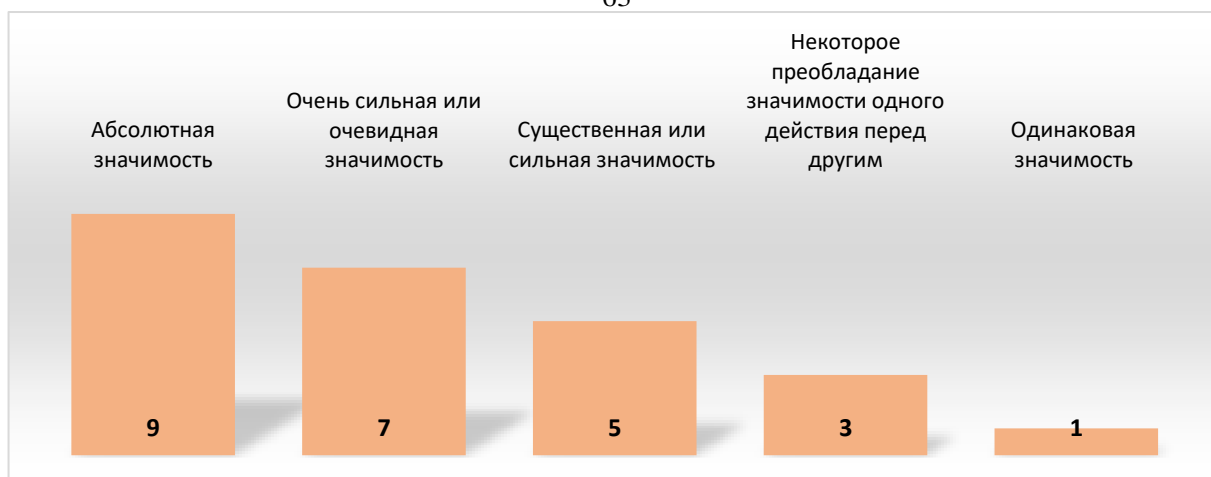 Абсолютная
значимость
Очень сильная или
очевидная
значимость
Существенная или
сильная значимость
Некоторое
преобладание
значимости одного
действия перед
другим
Одинаковая
значимость
9
7
5
3
1